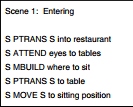 Scene 1: Entering
S PTRANS S into restaurant
S ATTEND eyes to tables
S MBUILD where to sit
S PTRANS S to table
S MOVE S to sitting position